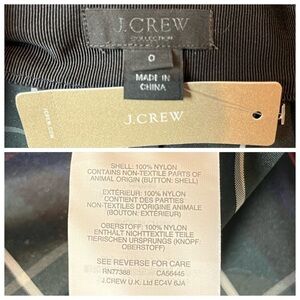 J.CREW
COLLECTION
0
MADE IN
CHINA
J.CREW
SHELL: 100% NYLON
CONTAINS NON-TEXTILE PARTS OF
ANIMAL ORIGIN (BUTTON: SHELL)
EXTÉRIEUR: 100% NYLON
CONTIENT DES PARTIES
NON-TEXTILES D'ORIGINE ANIMALE
(BOUTON: EXTÉRIEUR)
OBERSTOFF: 100% NYLON
ENTHÄLT NICHTTEXTILE TEILE
TIERISCHEN URSPRUNGS (KNOPF:
OBERSTOFF)
SEE REVERSE FOR CARE
RN77388 CA56445
J.CREW U.K. Ltd EC4V 6JA